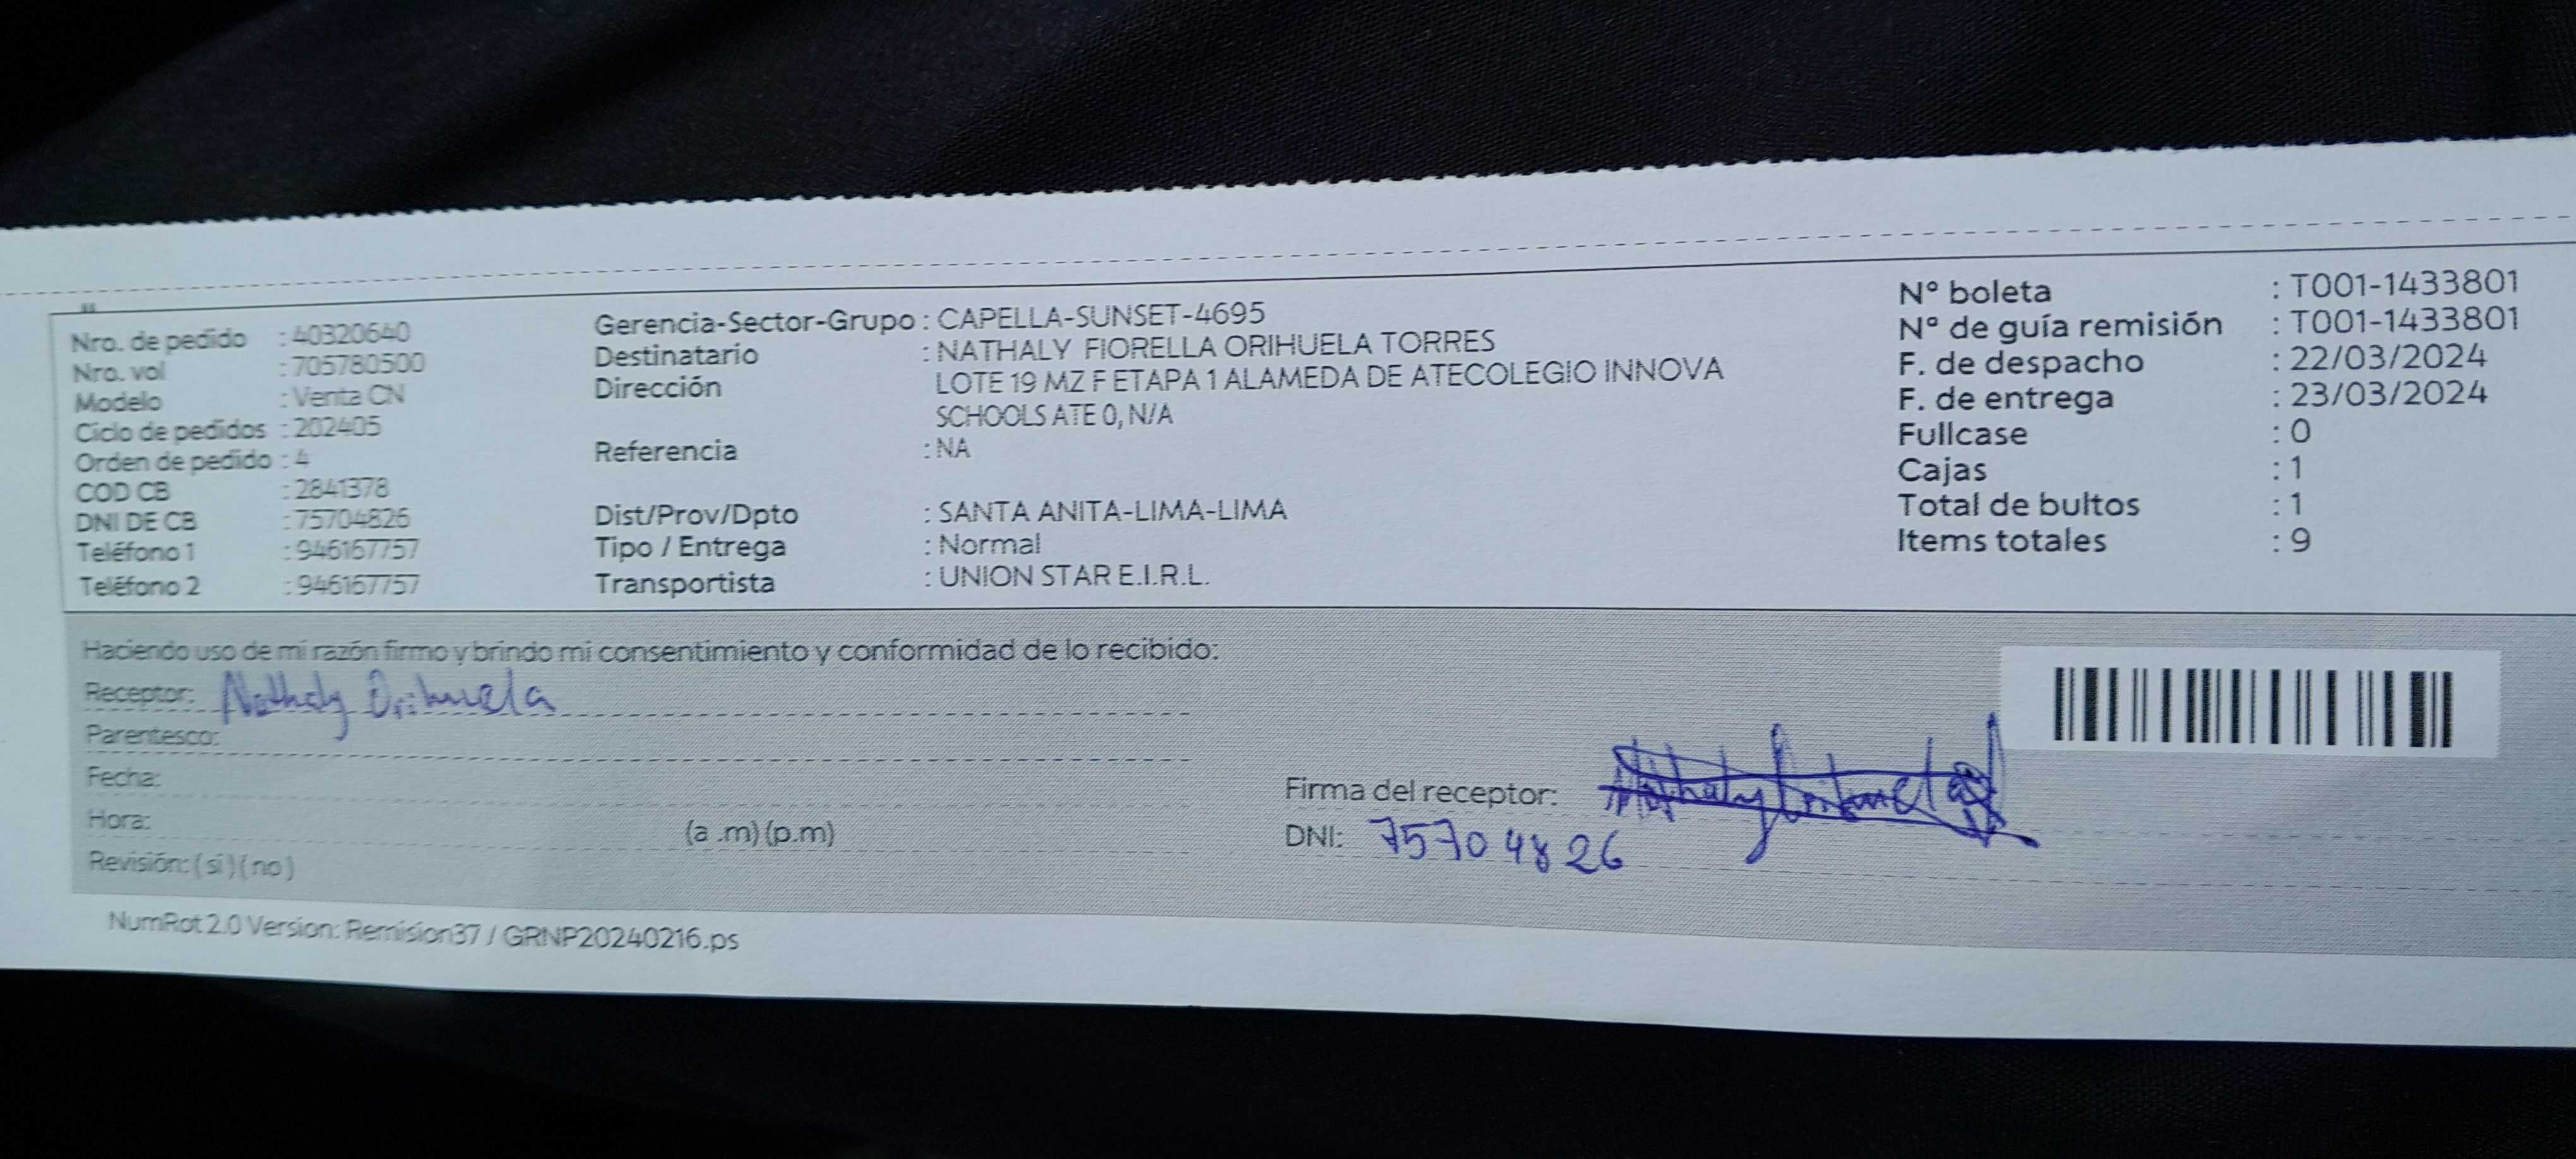 Nro. de pedido : 40320640
Nro. vol : 705780500
Modelo : Venta CN
Ciclo de pedidos : 202405
Orden de pedido : 4
COD CB : 2841378
DNI DE CB : 75704826
Teléfono 1 : 946167757
Teléfono 2 : 946167757
Gerencia-Sector-Grupo : CAPELLA-SUNSET-4695
Destinatario : NATHALY FIORELLA ORIHUELA TORRES
Dirección LOTE 19 MZ F ETAPA 1 ALAMEDA DE ATECOLEGIO INNOVA
SCHOOLS ATE 0, N/A
Referencia : NA
Dist/Prov/Dpto : SANTA ANITA-LIMA-LIMA
Tipo / Entrega : Normal
Transportista : UNION STAR E.I.R.L.
N° boleta : T001-1433801
N° de guía remisión : T001-1433801
F. de despacho : 22/03/2024
F. de entrega : 23/03/2024
Fullcase : 0
Cajas : 1
Total de bultos : 1
Items totales : 9
Haciendo uso de mi razón firmo y brindo mi consentimiento y conformidad de lo recibido:
Receptor: Nathaly Orihuela
Parentesco:
Fecha:
Hora: (a .m) (p.m)
Revisión: ( si ) ( no )
Firma del receptor: Nathaly Orihuela
DNI: 75704826
NumRot 2.0 Version: Remision37 / GRNP20240216.ps